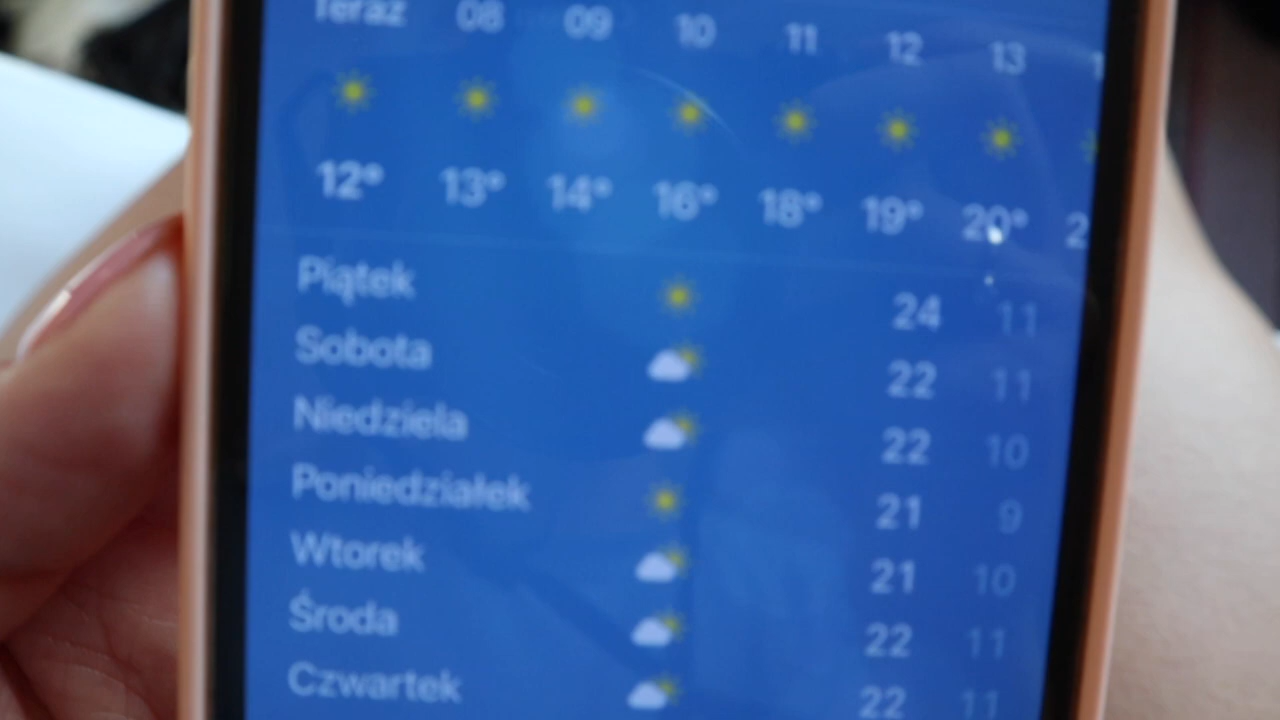 Teraz 08 09 10 11 12 13
12° 13° 14° 16° 18° 19° 20°
Piątek 24 11
Sobota 22 11
Niedziela 22 10
Poniedziałek 21 9
Wtorek 21 10
Środa 22 11
Czwartek 22 11